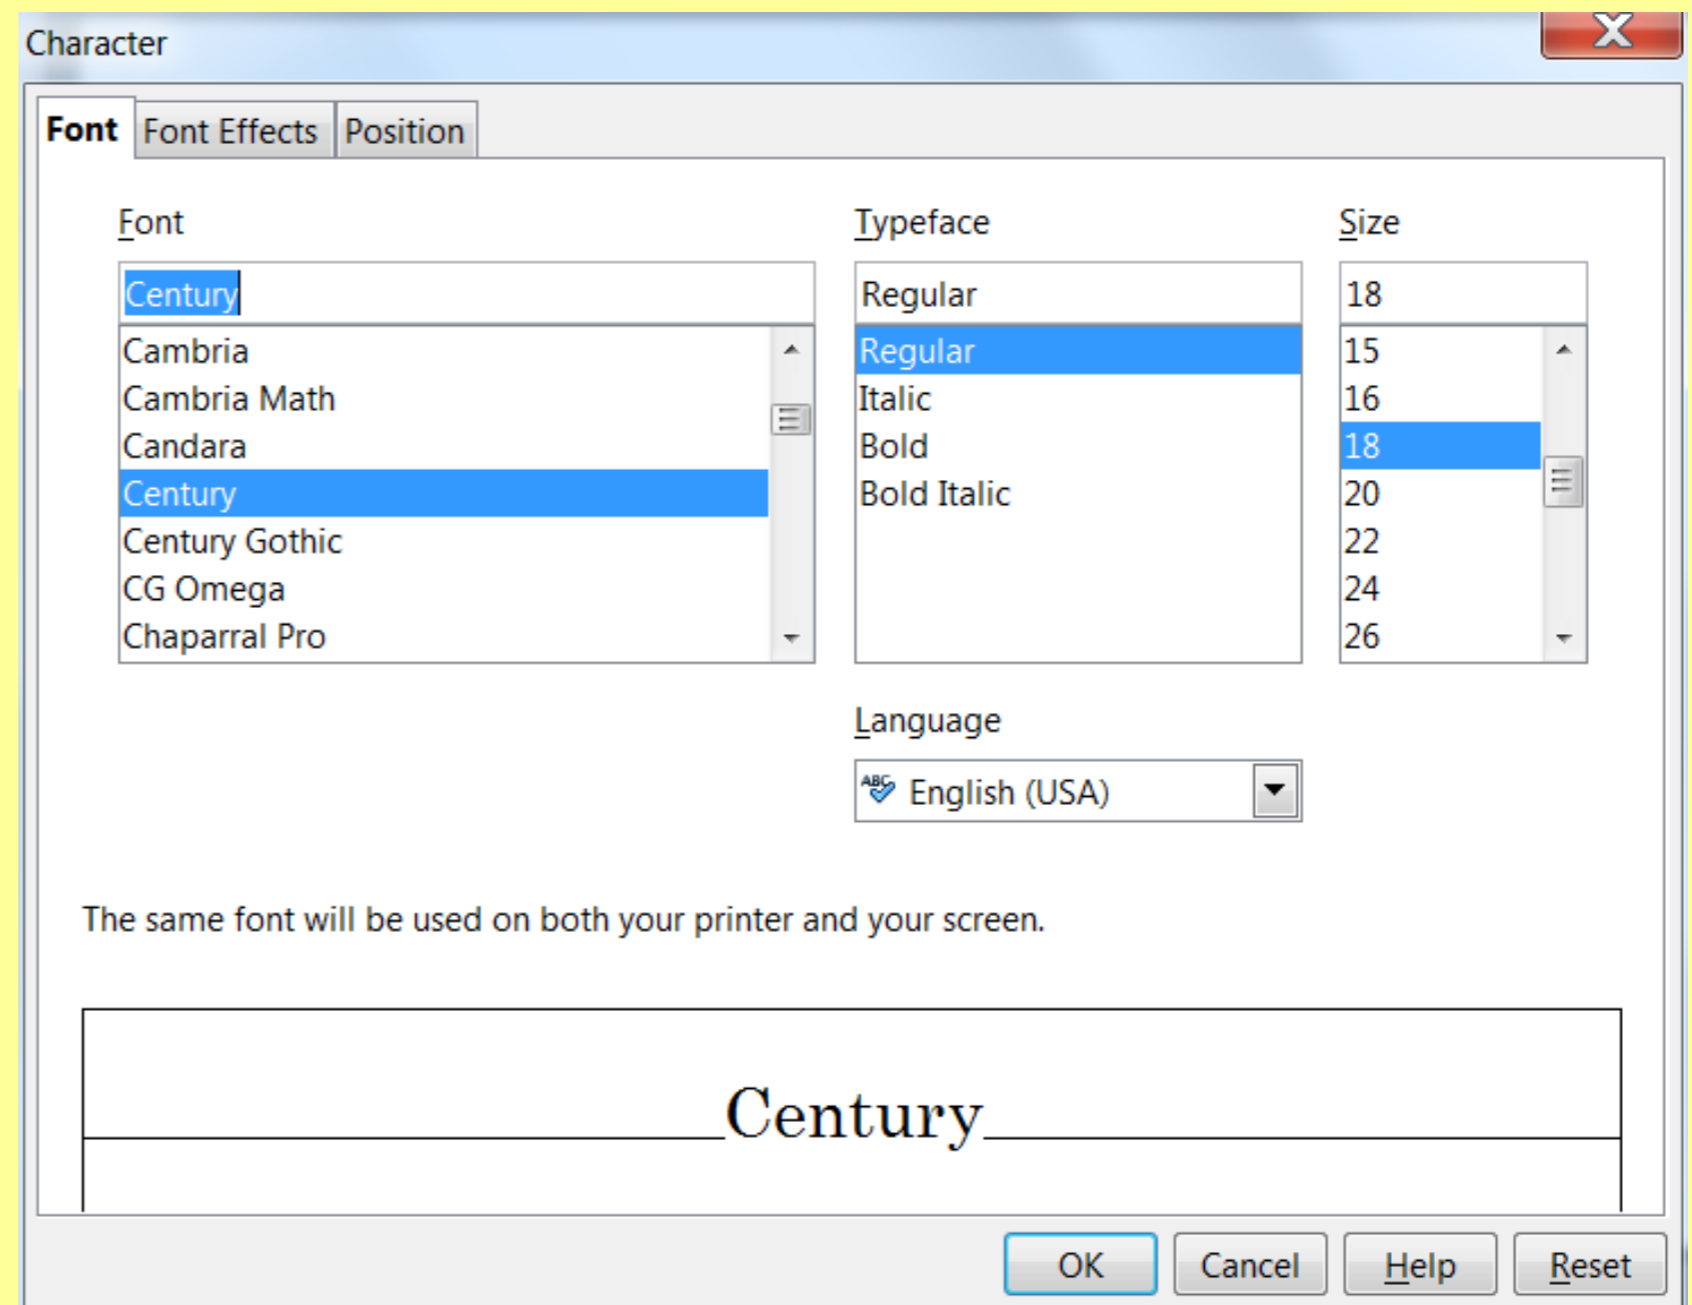 Character
Font Font Effects Position
Font Typeface Size
Century Regular 18
Cambria Regular 15
Cambria Math Italic 16
Candara Bold 18
Century Bold Italic 20
Century Gothic 22
CG Omega 24
Chaparral Pro 26
Language
ABC English (USA)
The same font will be used on both your printer and your screen.
Century
OK Cancel Help Reset